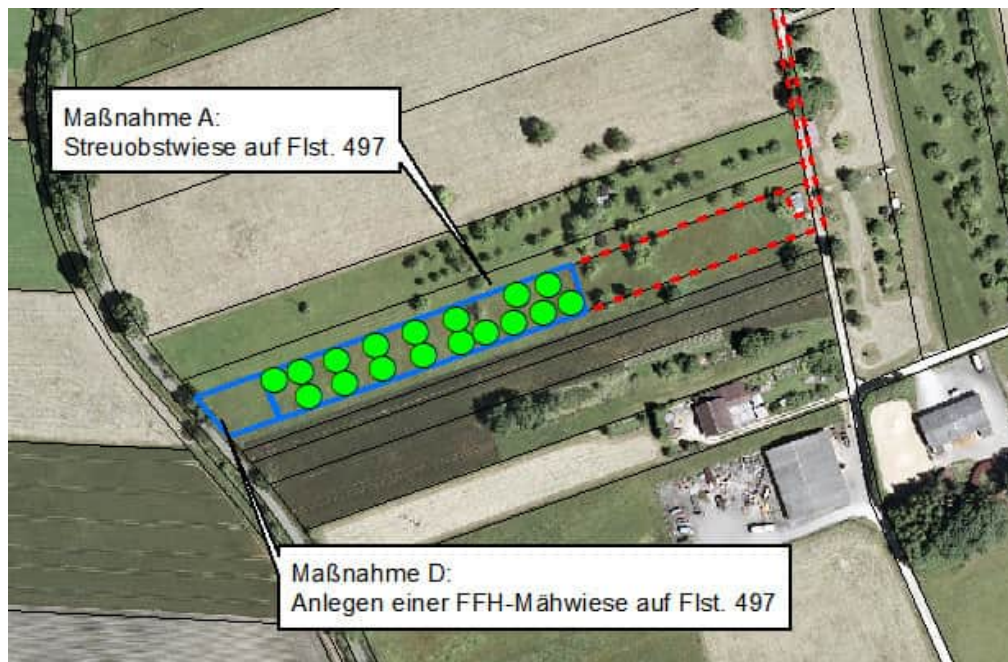 Maßnahme A:
Streuobstwiese auf Flst. 497
Maßnahme D:
Anlegen einer FFH-Mähwiese auf Flst. 497